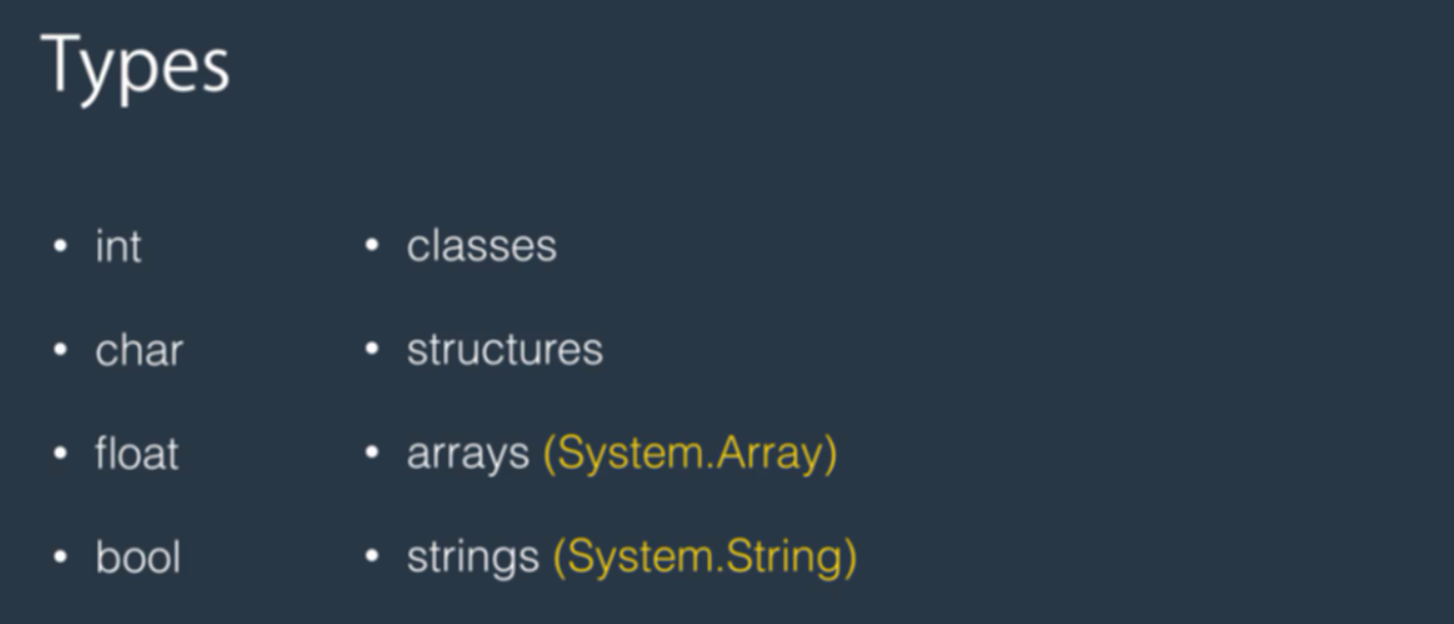 Types
• int
• char
• float
• bool
• classes
• structures
• arrays (System.Array)
• strings (System.String)